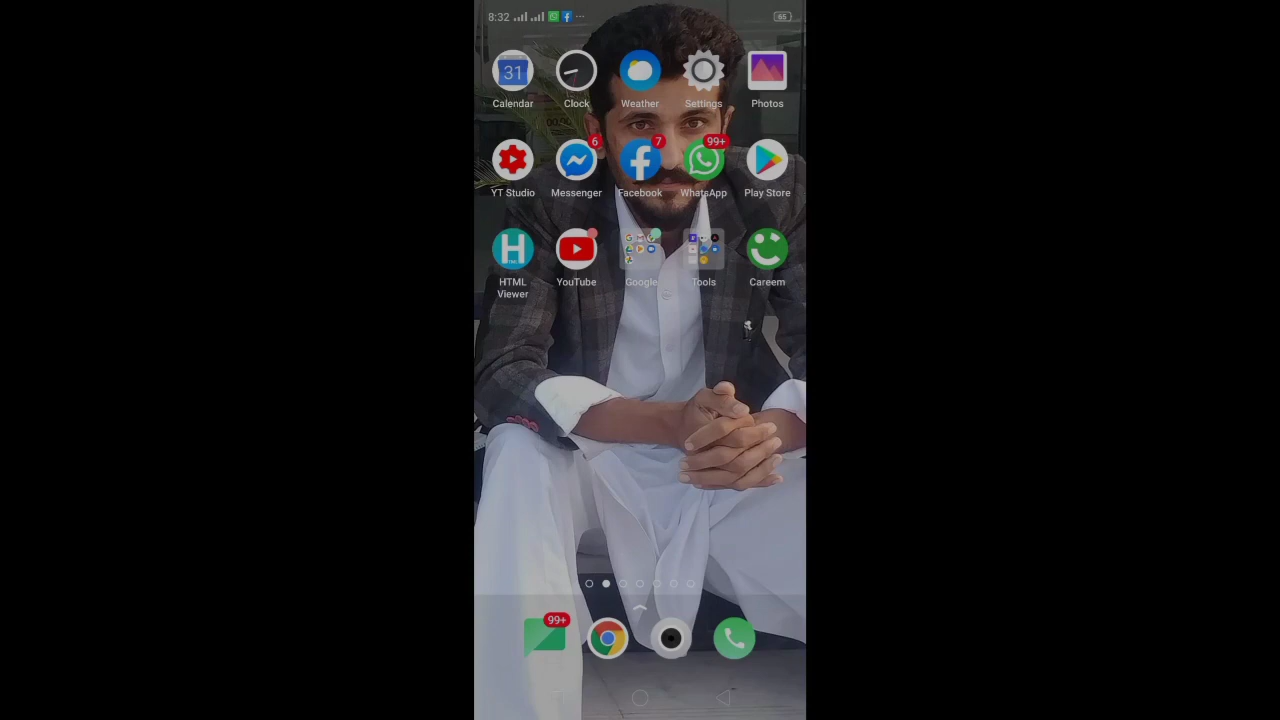 8:32 65
31
Calendar Clock Weather Settings Photos
6 7 99+
YT Studio Messenger Facebook WhatsApp Play Store
H
HTML
Viewer YouTube Google Tools Careem
99+